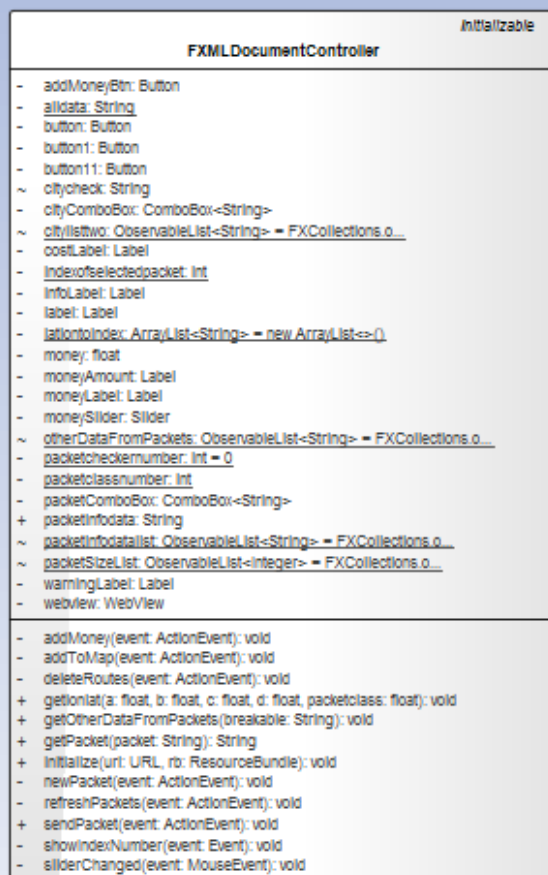 Initializable
FXMLDocumentController
- addMoneyBtn: Button
- alldata: String
- button: Button
- button1: Button
- button11: Button
~ citycheck: String
- cityComboBox: ComboBox<String>
~ citylisttwo: ObservableList<String> = FXCollections.o...
- costLabel: Label
- indexofselectedpacket: int
- infoLabel: Label
- label: Label
- latlontoindex: ArrayList<String> = new ArrayList<>()
- money: float
- moneyAmount: Label
- moneyLabel: Label
- moneySlider: Slider
~ otherDataFromPackets: ObservableList<String> = FXCollections.o...
- packetcheckernumber: int = 0
- packetclassnumber: int
- packetComboBox: ComboBox<String>
+ packetinfodata: String
~ packetinfodatalist: ObservableList<String> = FXCollections.o...
~ packetSizeList: ObservableList<Integer> = FXCollections.o...
- warningLabel: Label
- webview: WebView
- addMoney(event: ActionEvent): void
- addToMap(event: ActionEvent): void
- deleteRoutes(event: ActionEvent): void
+ getlonlat(a: float, b: float, c: float, d: float, packetclass: float): void
+ getOtherDataFromPackets(breakable: String): void
+ getPacket(packet: String): String
+ initialize(url: URL, rb: ResourceBundle): void
- newPacket(event: ActionEvent): void
- refreshPackets(event: ActionEvent): void
+ sendPacket(event: ActionEvent): void
- showIndexNumber(event: Event): void
- sliderChanged(event: MouseEvent): void